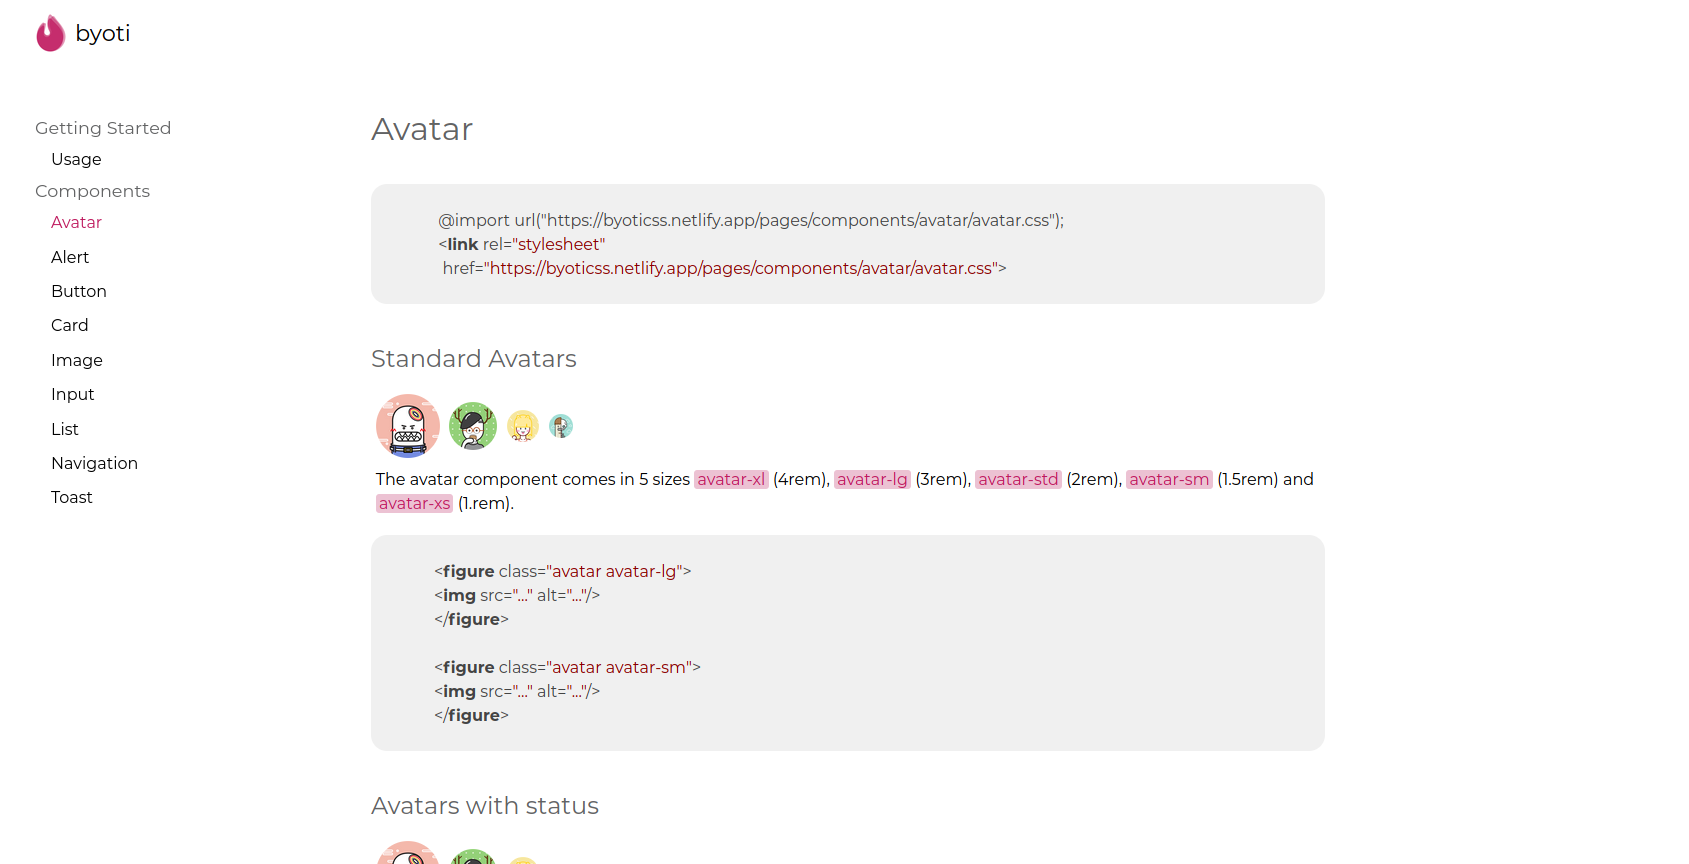 byoti
Getting Started
Usage
Components
Avatar
Alert
Button
Card
Image
Input
List
Navigation
Toast
Avatar
@import url("https://byoticss.netlify.app/pages/components/avatar/avatar.css");
<link rel="stylesheet"
href="https://byoticss.netlify.app/pages/components/avatar/avatar.css">
Standard Avatars
The avatar component comes in 5 sizes avatar-xl (4rem), avatar-lg (3rem), avatar-std (2rem), avatar-sm (1.5rem) and
avatar-xs (1.rem).
<figure class="avatar avatar-lg">
<img src="..." alt="..."/>
</figure>
<figure class="avatar avatar-sm">
<img src="..." alt="..."/>
</figure>
Avatars with status